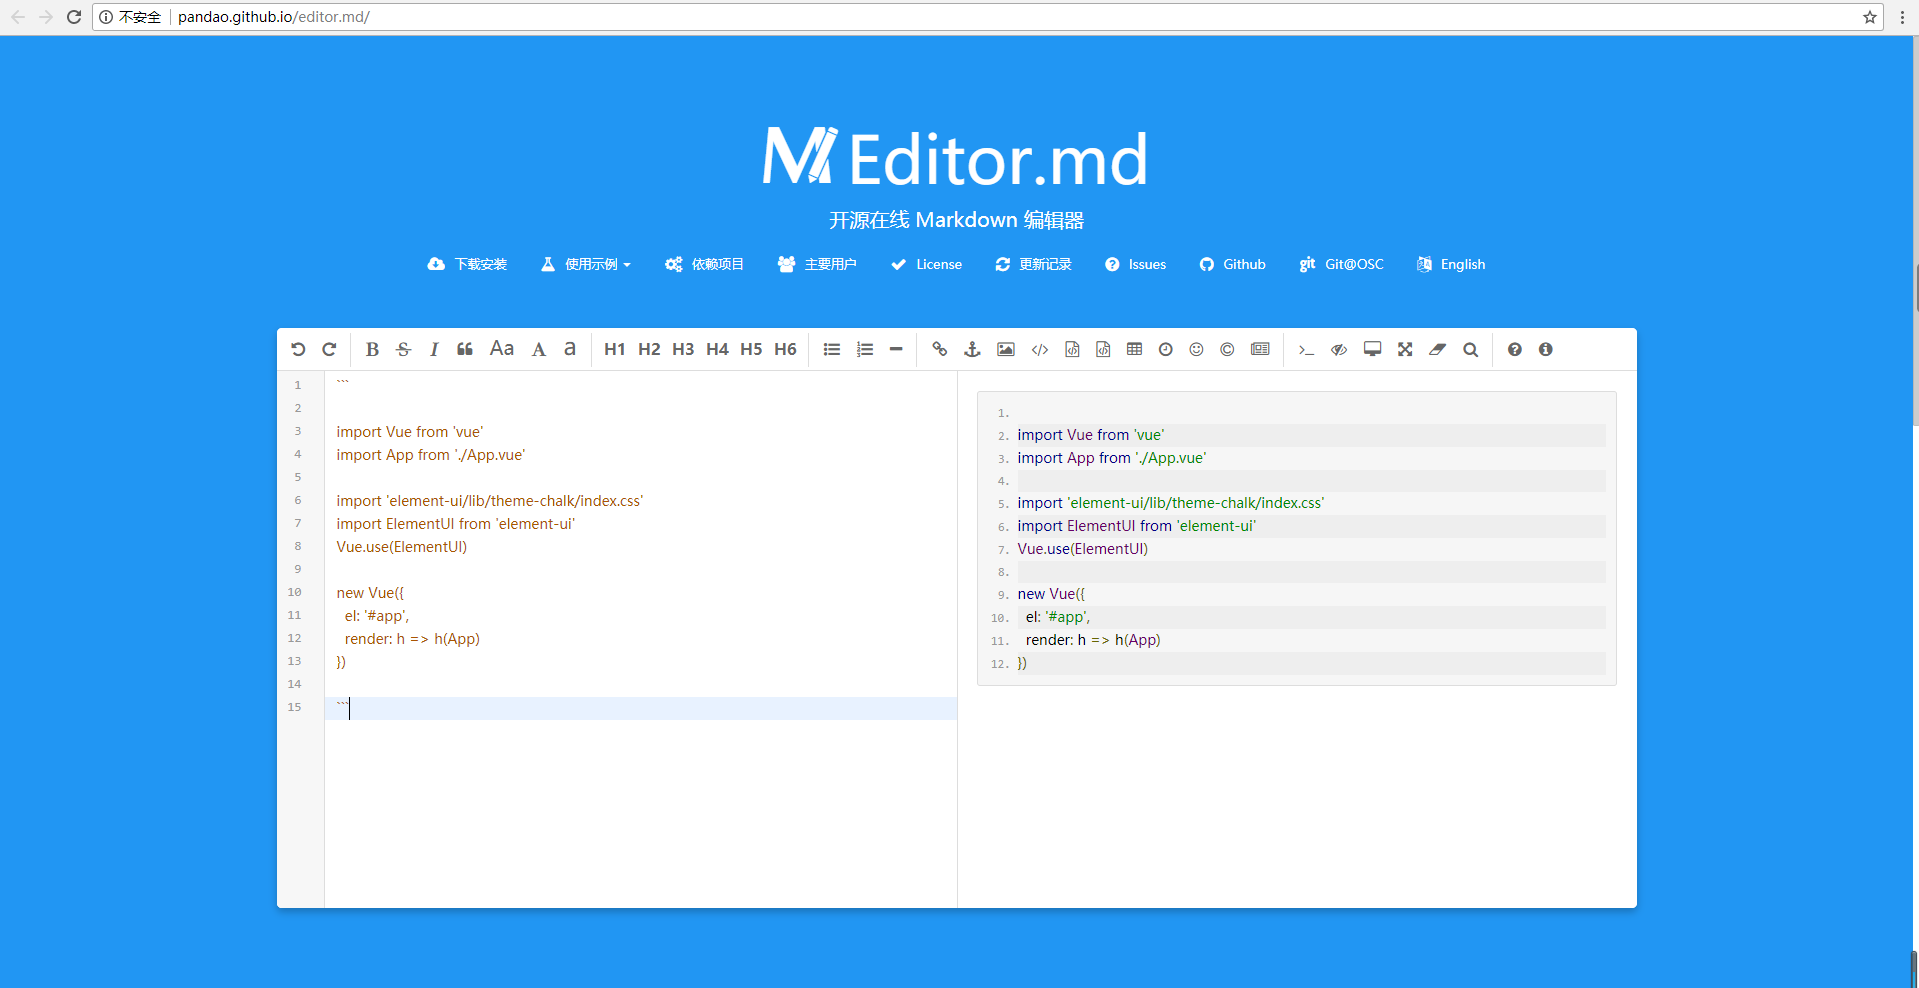 不安全 pandao.github.io/editor.md/
Editor.md
开源在线 Markdown 编辑器
下载安装 使用示例 依赖项目 主要用户 License 更新记录 Issues Github git Git@OSC English
B S I Aa A a H1 H2 H3 H4 H5 H6
1 ```
2
3 import Vue from 'vue'
4 import App from './App.vue'
5
6 import 'element-ui/lib/theme-chalk/index.css'
7 import ElementUI from 'element-ui'
8 Vue.use(ElementUI)
9
10 new Vue({
11 el: '#app',
12 render: h => h(App)
13 })
14
15 ```
1.
2. import Vue from 'vue'
3. import App from './App.vue'
4.
5. import 'element-ui/lib/theme-chalk/index.css'
6. import ElementUI from 'element-ui'
7. Vue.use(ElementUI)
8.
9. new Vue({
10. el: '#app',
11. render: h => h(App)
12. })